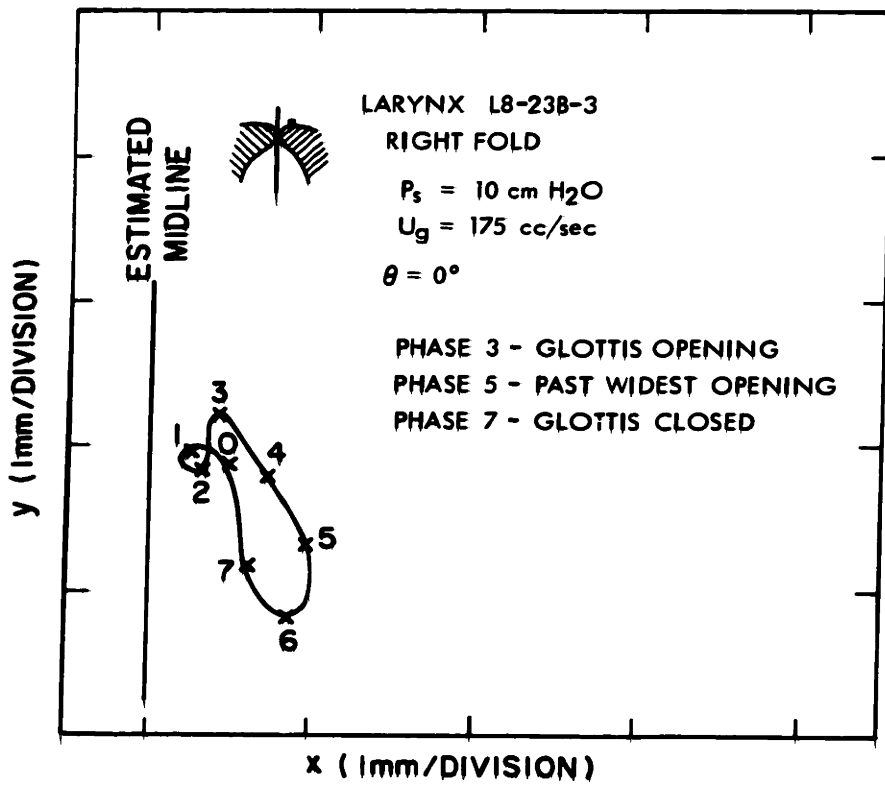 LARYNX L8-23B-3
RIGHT FOLD
Ps = 10 cm H2O
Ug = 175 cc/sec
θ = 0°
ESTIMATED
MIDLINE
PHASE 3 - GLOTTIS OPENING
PHASE 5 - PAST WIDEST OPENING
PHASE 7 - GLOTTIS CLOSED
3
1
0
2
4
5
7
6
y (1mm/DIVISION)
x (1mm/DIVISION)